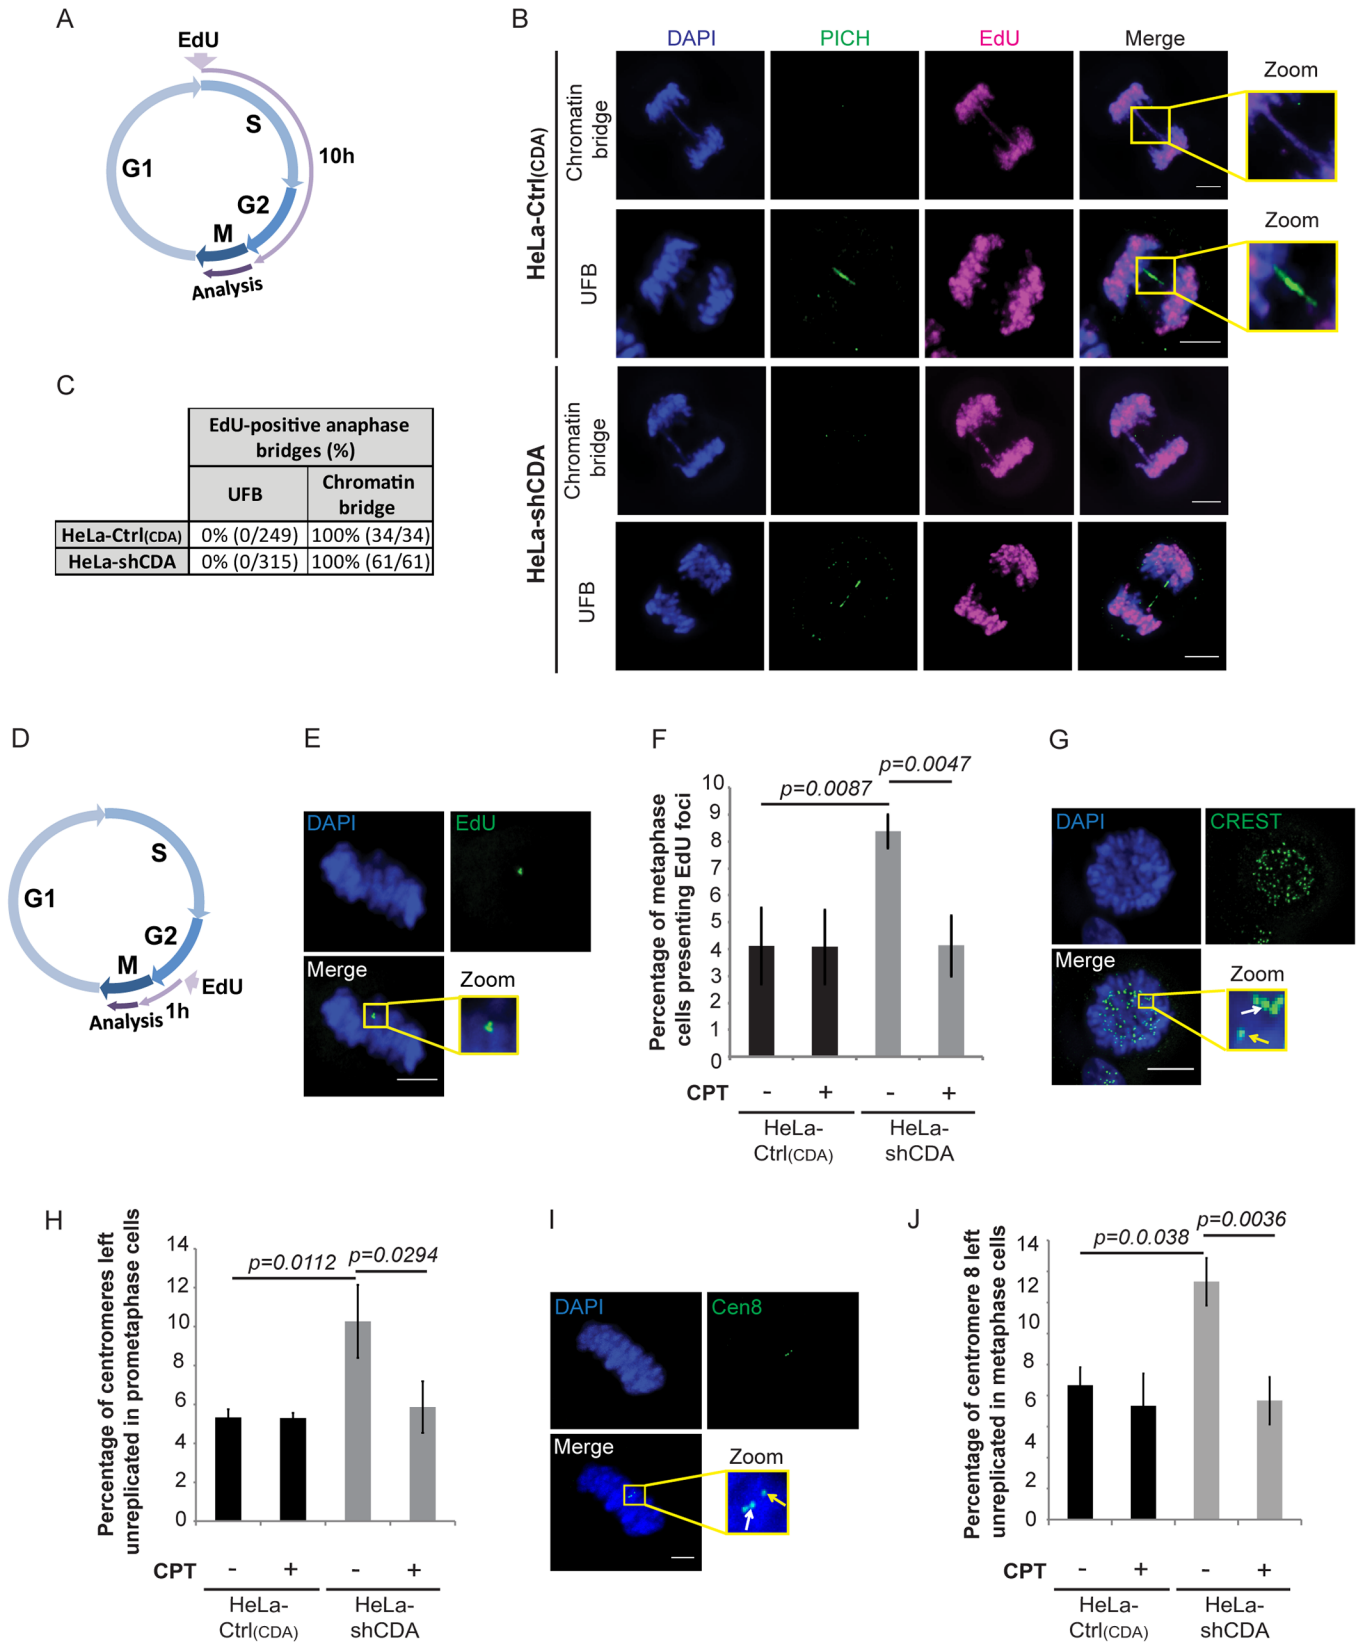 A
EdU
S
G1
10h
G2
M
Analysis
B
DAPI
PICH
EdU
Merge
HeLa-Ctrl(CDA)
Chromatin
bridge
Zoom
UFB
Zoom
HeLa-shCDA
Chromatin
bridge
UFB
C
EdU-positive anaphase
bridges (%)
UFB
Chromatin
bridge
HeLa-Ctrl(CDA) 0% (0/249) 100% (34/34)
HeLa-shCDA 0% (0/315) 100% (61/61)
D
S
G1
G2
M
EdU
Analysis
1h
E
DAPI
EdU
Merge
Zoom
F
Percentage of metaphase
cells presenting EdU foci
p=0.0047
p=0.0087
10
9
8
7
6
5
4
3
2
1
0
CPT - + - +
HeLa-
Ctrl(CDA)
HeLa-
shCDA
G
DAPI
CREST
Merge
Zoom
H
Percentage of centromeres left
unreplicated in prometaphase cells
p=0.0112
p=0.0294
14
12
10
8
6
4
2
0
CPT - + - +
HeLa-
Ctrl(CDA)
HeLa-
shCDA
I
DAPI
Cen8
Merge
Zoom
J
Percentage of centromere 8 left
unreplicated in metaphase cells
p=0.0036
p=0.0.038
14
12
10
8
6
4
2
0
CPT - + - +
HeLa-
Ctrl(CDA)
HeLa-
shCDA